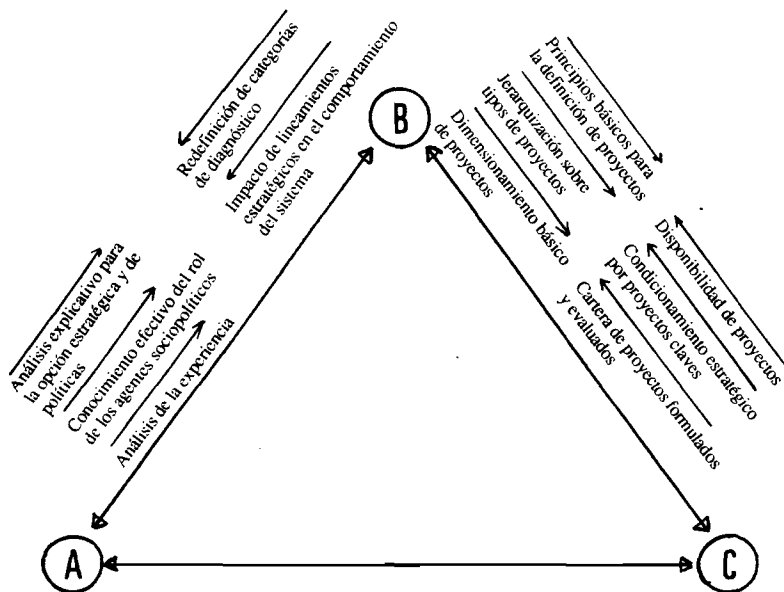 Redefinición de categorías
de diagnóstico
Impacto de lineamientos
estratégicos en el comportamiento
del sistema
B
Principios básicos para
la definición de proyectos
Jerarquización sobre
tipos de proyectos
Dimensionamiento básico
de proyectos
Análisis explicativo para
la opción estratégica y de
políticas
Conocimiento efectivo del rol
de los agentes sociopolíticos
Análisis de la experiencia
Disponibilidad de proyectos
Condicionamiento estratégico
por proyectos claves
Cartera de proyectos formulados
y evaluados
A
C